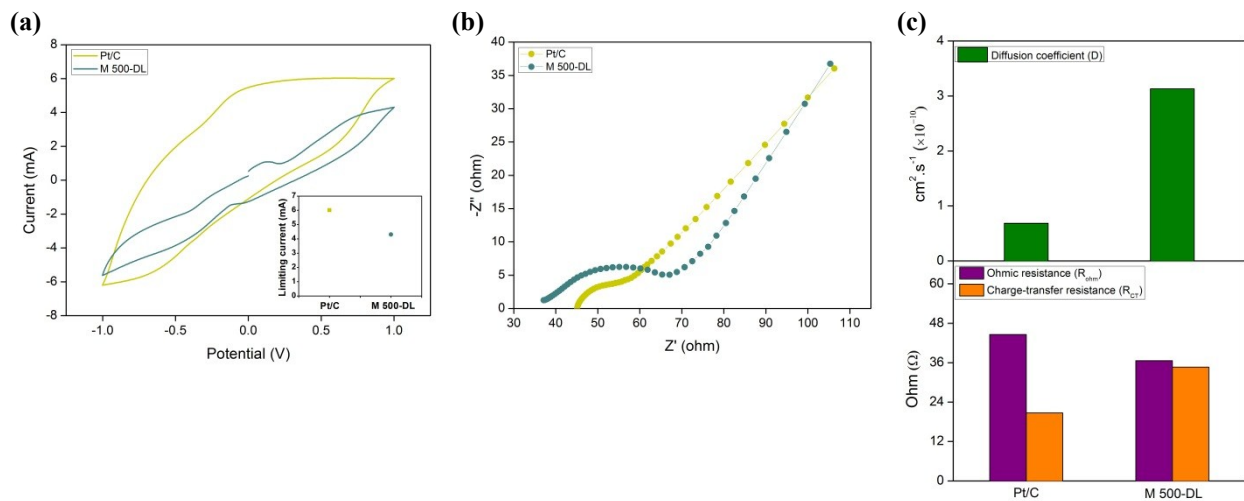 (a)
8
6
4
2
0
-2
-4
-6
-8
Current (mA)
Pt/C
M 500-DL
-1.0
-0.5
0.0
0.5
1.0
Potential (V)
7
6
5
4
3
2
1
0
Limiting current (mA)
Pt/C
M 500-DL
(b)
40
35
30
25
20
15
10
5
0
-Z" (ohm)
Pt/C
M 500-DL
30
40
50
60
70
80
90
100
110
Z' (ohm)
(c)
4
3
2
1
0
cm².s⁻¹ (×10⁻¹⁰)
Diffusion coefficient (D)
60
48
36
24
12
0
Ohm (Ω)
Ohmic resistance (Rohm)
Charge-transfer resistance (RCT)
Pt/C
M 500-DL